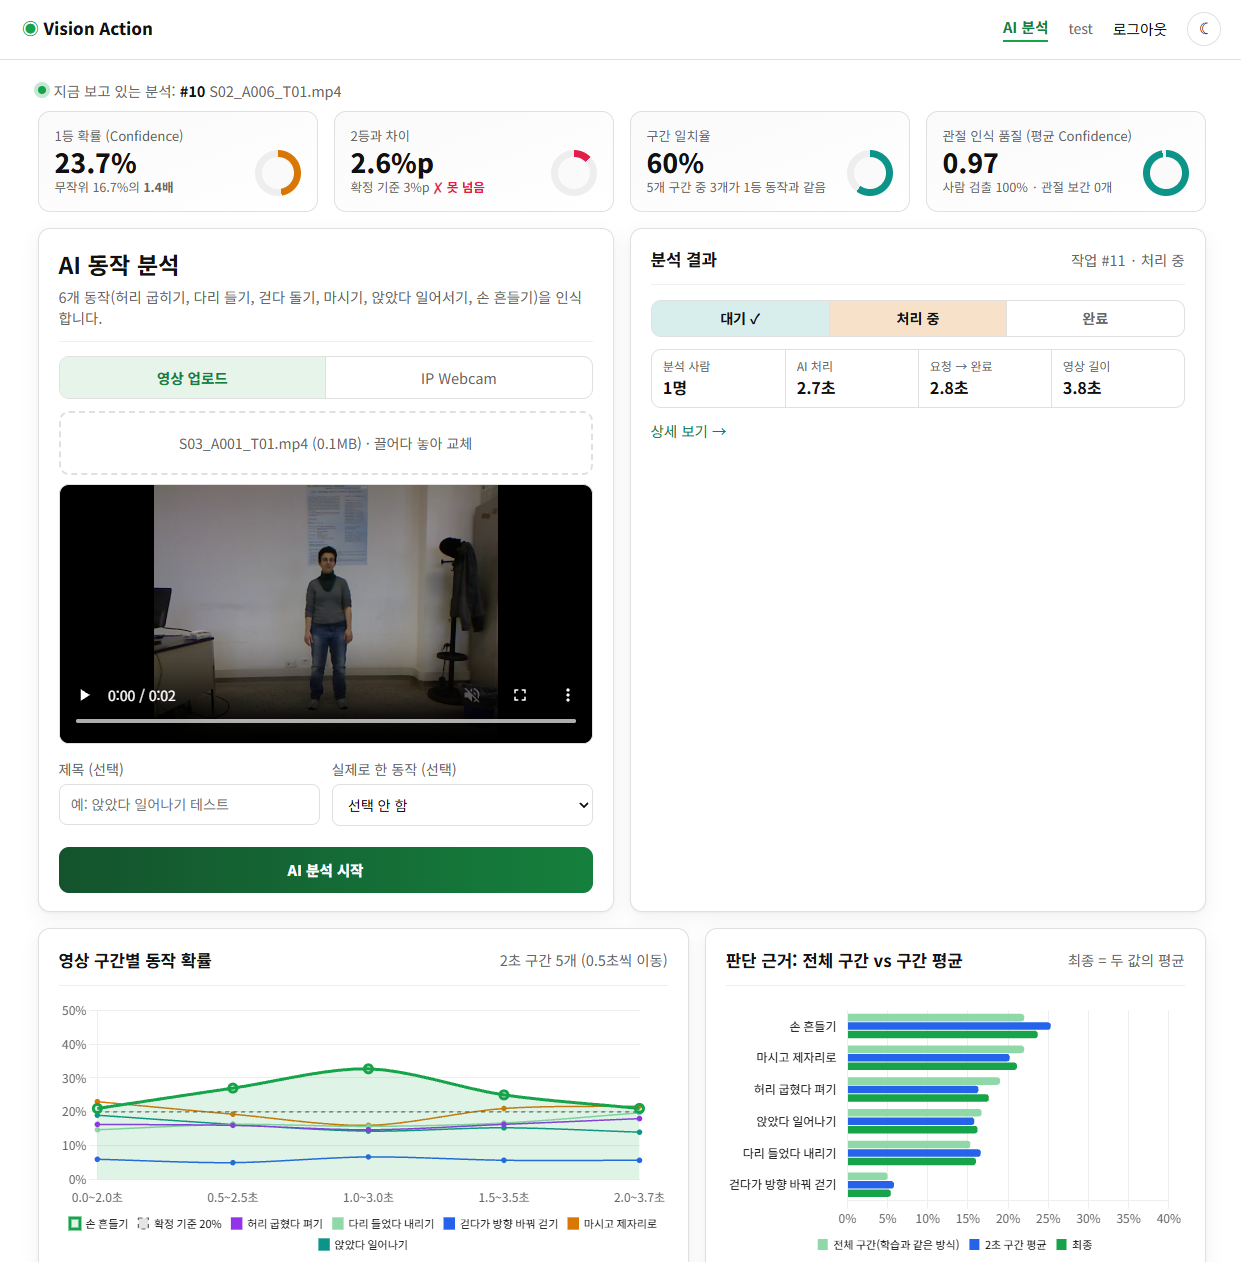 Vision Action
AI 분석
test
로그아웃
지금 보고 있는 분석: #10 S02_A006_T01.mp4
1등 확률 (Confidence)
23.7%
무작위 16.7%의 1.4배
2등과 차이
2.6%p
확정 기준 3%p ✗ 못 넘음
구간 일치율
60%
5개 구간 중 3개가 1등 동작과 같음
관절 인식 품질 (평균 Confidence)
0.97
사람 검출 100% · 관절 보간 0개
AI 동작 분석
6개 동작(허리 굽히기, 다리 들기, 걷다 돌기, 마시기, 앉았다 일어서기, 손 흔들기)을 인식
합니다.
영상 업로드
IP Webcam
S03_A001_T01.mp4 (0.1MB) · 끌어다 놓아 교체
0:00 / 0:02
제목 (선택)
실제로 한 동작 (선택)
예: 앉았다 일어나기 테스트
선택 안 함
AI 분석 시작
분석 결과
작업 #11 · 처리 중
대기 ✓
처리 중
완료
분석 사람
1명
AI 처리
2.7초
요청 → 완료
2.8초
영상 길이
3.8초
상세 보기 →
영상 구간별 동작 확률
2초 구간 5개 (0.5초씩 이동)
50%
40%
30%
20%
10%
0%
0.0~2.0초
0.5~2.5초
1.0~3.0초
1.5~3.5초
2.0~3.7초
손 흔들기
확정 기준 20%
허리 굽혔다 펴기
다리 들었다 내리기
걷다가 방향 바꿔 걷기
마시고 제자리로
앉았다 일어나기
판단 근거: 전체 구간 vs 구간 평균
최종 = 두 값의 평균
손 흔들기
마시고 제자리로
허리 굽혔다 펴기
앉았다 일어나기
다리 들었다 내리기
걷다가 방향 바꿔 걷기
0%
5%
10%
15%
20%
25%
30%
35%
40%
전체 구간(학습과 같은 방식)
2초 구간 평균
최종